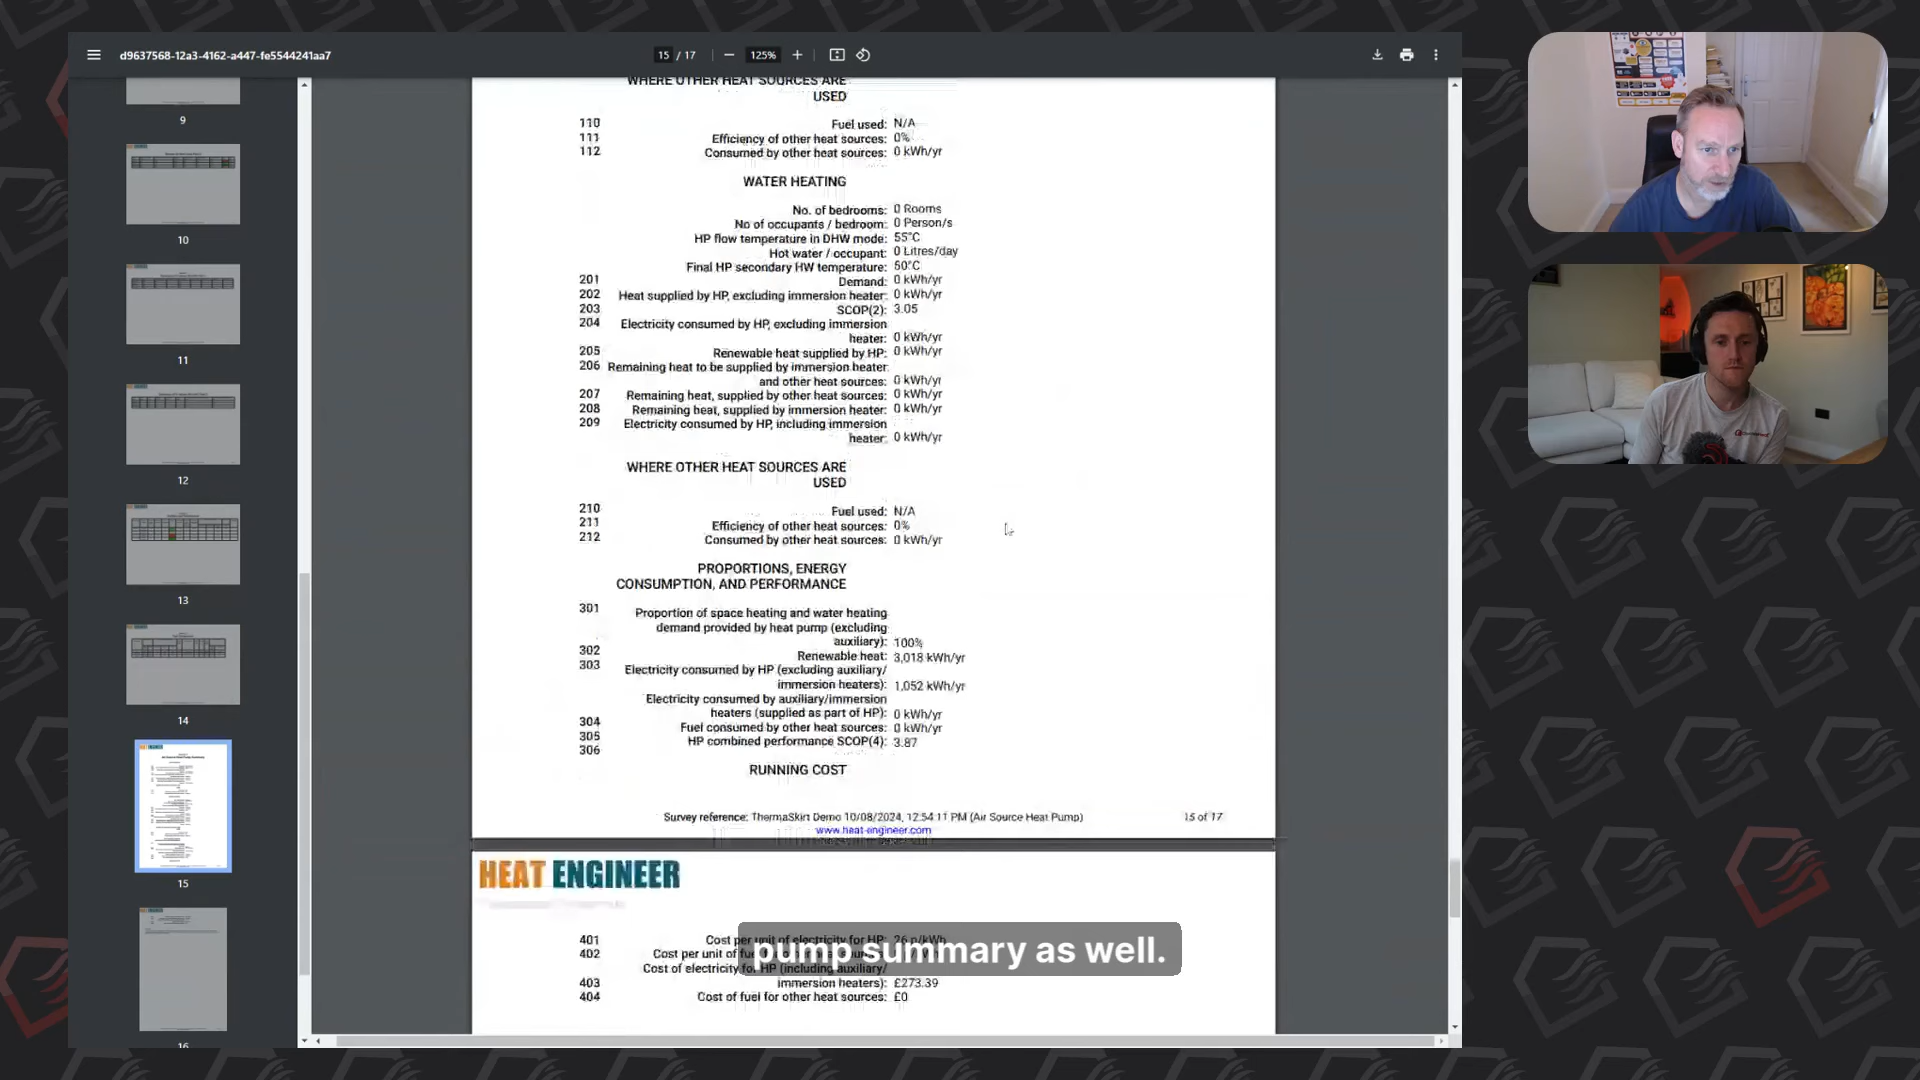 d9637568-12a3-4162-a447-fe5544241aa7
15 / 17
125%
9
10
11
12
13
14
15
16
WHERE OTHER HEAT SOURCES ARE
USED
110 Fuel used: N/A
111 Efficiency of other heat sources: 0%
112 Consumed by other heat sources: 0 kWh/yr
WATER HEATING
No. of bedrooms: 0 Rooms
No of occupants / bedroom: 0 Person/s
HP flow temperature in DHW mode: 55°C
Hot water / occupant: 0 Litres/day
Final HP secondary HW temperature: 50°C
201 Demand: 0 kWh/yr
202 Heat supplied by HP, excluding immersion heater: 0 kWh/yr
203 SCOP(2): 3.05
204 Electricity consumed by HP, excluding immersion
heater: 0 kWh/yr
205 Renewable heat supplied by HP: 0 kWh/yr
206 Remaining heat to be supplied by immersion heater
and other heat sources: 0 kWh/yr
207 Remaining heat, supplied by other heat sources: 0 kWh/yr
208 Remaining heat, supplied by immersion heater: 0 kWh/yr
209 Electricity consumed by HP, including immersion
heater: 0 kWh/yr
WHERE OTHER HEAT SOURCES ARE
USED
210 Fuel used: N/A
211 Efficiency of other heat sources: 0%
212 Consumed by other heat sources: 0 kWh/yr
PROPORTIONS, ENERGY
CONSUMPTION, AND PERFORMANCE
301 Proportion of space heating and water heating
demand provided by heat pump (excluding
auxiliary): 100%
302 Renewable heat: 3,018 kWh/yr
303 Electricity consumed by HP (excluding auxiliary/
immersion heaters): 1,052 kWh/yr
Electricity consumed by auxiliary/immersion
heaters (supplied as part of HP): 0 kWh/yr
304 Fuel consumed by other heat sources: 0 kWh/yr
305 HP combined performance SCOP(4): 3.87
306
RUNNING COST
Survey reference: ThermaSkirt Demo 10/08/2024, 12:54:11 PM (Air Source Heat Pump) 15 of 17
www.heat-engineer.com
HEAT ENGINEER
401 Cost per unit of electricity for HP: 26 p/kWh
402 Cost per unit of
Cost of electricity for HP (including auxiliary/
403 immersion heaters): £273.39
404 Cost of fuel for other heat sources: £0
pump summary as well.